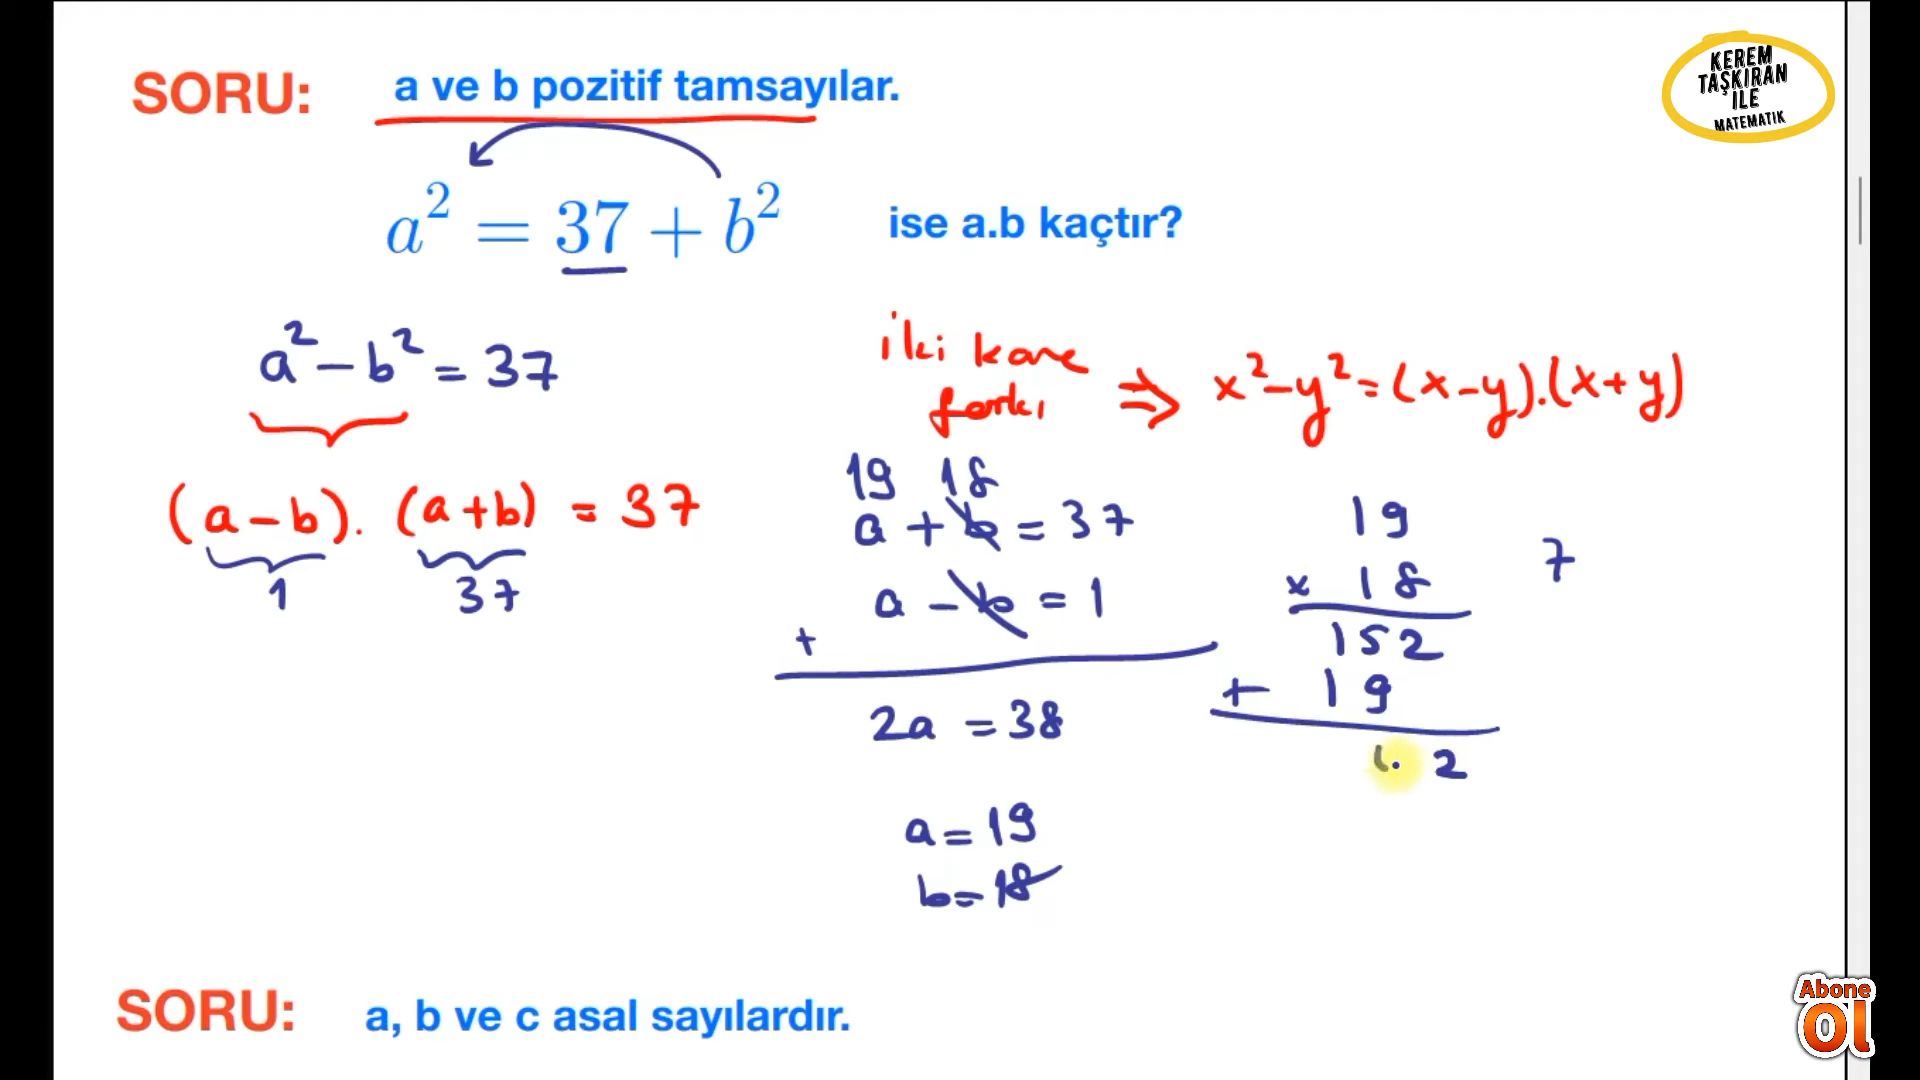 SORU: a ve b pozitif tamsayılar.
KEREM
TAŞKIRAN
ILE
MATEMATIK
a² = 37 + b² ise a.b kaçtır?
a² - b² = 37
iki kare
farkı ⇒ x² - y² = (x - y).(x + y)
(a - b). (a + b) = 37
1 37
19 18
a + b = 37
a - b = 1
+
2a = 38
a = 19
b = 18
19
x 18
152
+ 19
2
7
SORU: a, b ve c asal sayılardır.
Abone
Ol